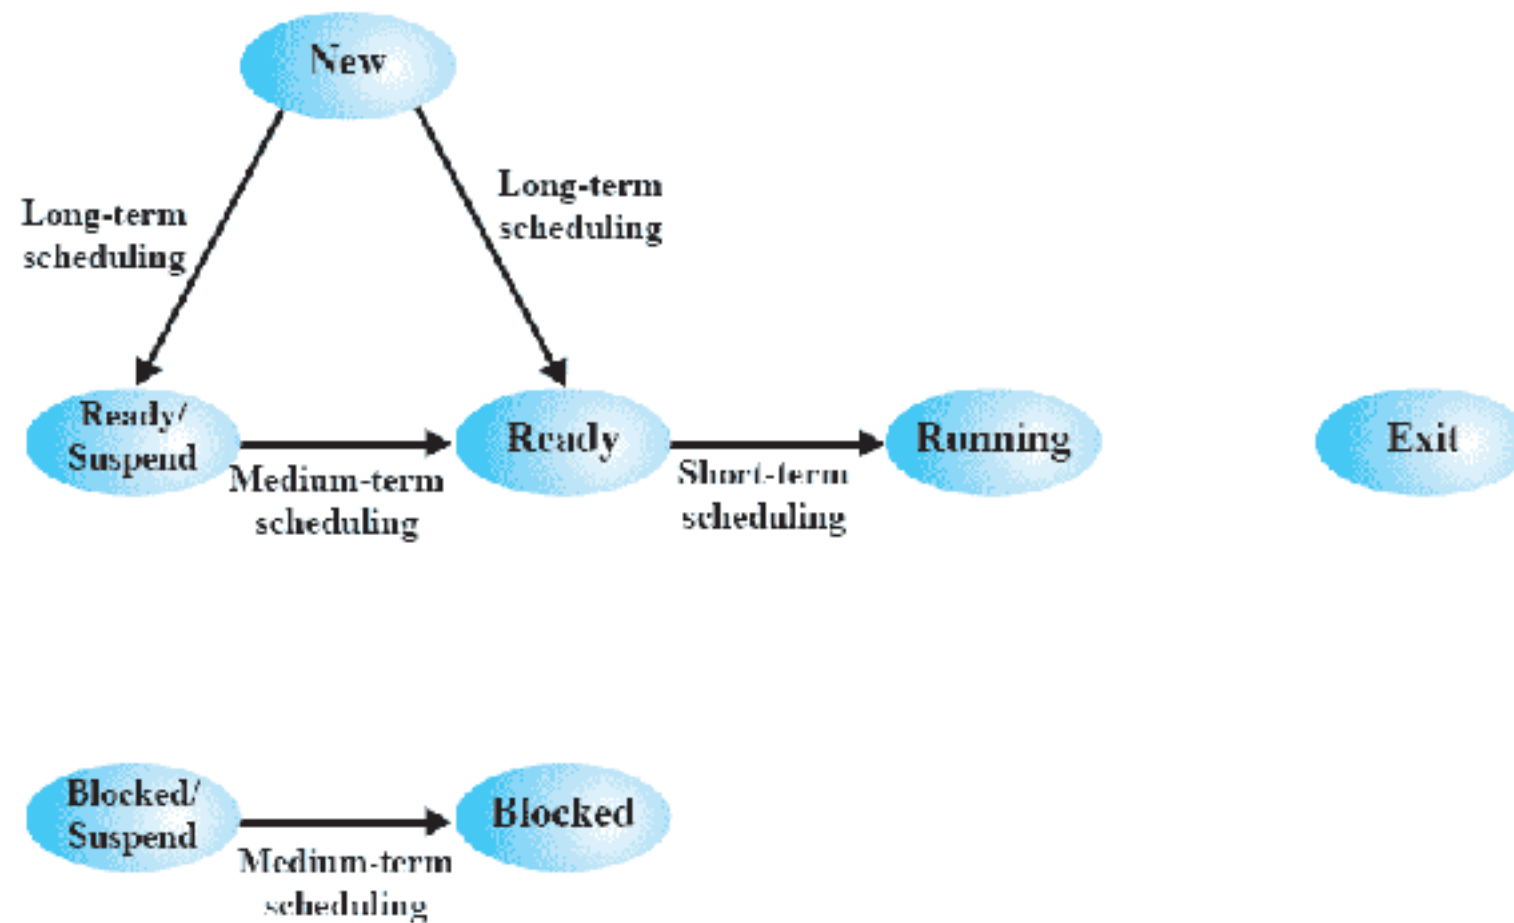 New
Long-term
scheduling
Long-term
scheduling
Ready/
Suspend
Medium-term
scheduling
Ready
Short-term
scheduling
Running
Exit
Blocked/
Suspend
Medium-term
scheduling
Blocked